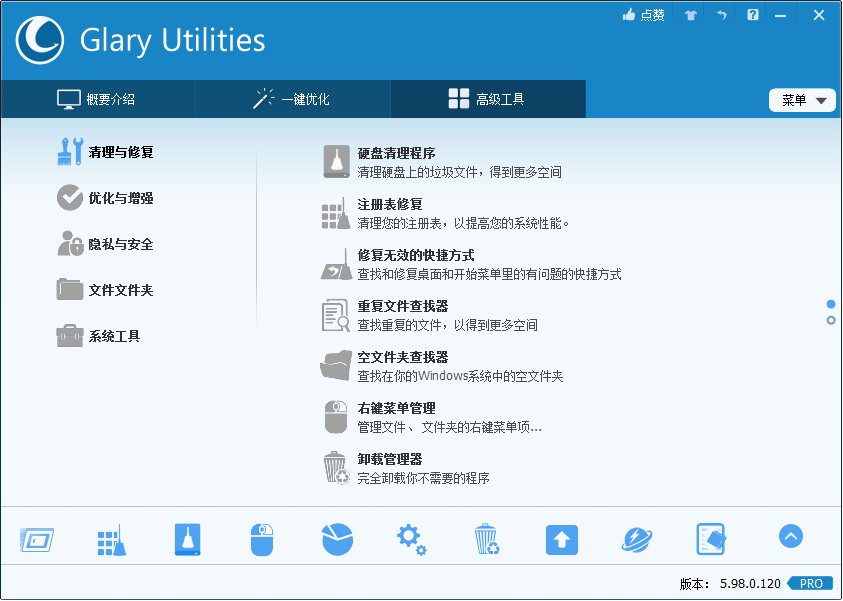 点赞
Glary Utilities
概要介绍
一键优化
高级工具
菜单
清理与修复
优化与增强
隐私与安全
文件文件夹
系统工具
硬盘清理程序
清理硬盘上的垃圾文件，得到更多空间
注册表修复
清理您的注册表，以提高您的系统性能。
修复无效的快捷方式
查找和修复桌面和开始菜单里的有问题的快捷方式
重复文件查找器
查找重复的文件，以得到更多空间
空文件夹查找器
查找在你的Windows系统中的空文件夹
右键菜单管理
管理文件、 文件夹的右键菜单项...
卸载管理器
完全卸载你不需要的程序
版本： 5.98.0.120 PRO